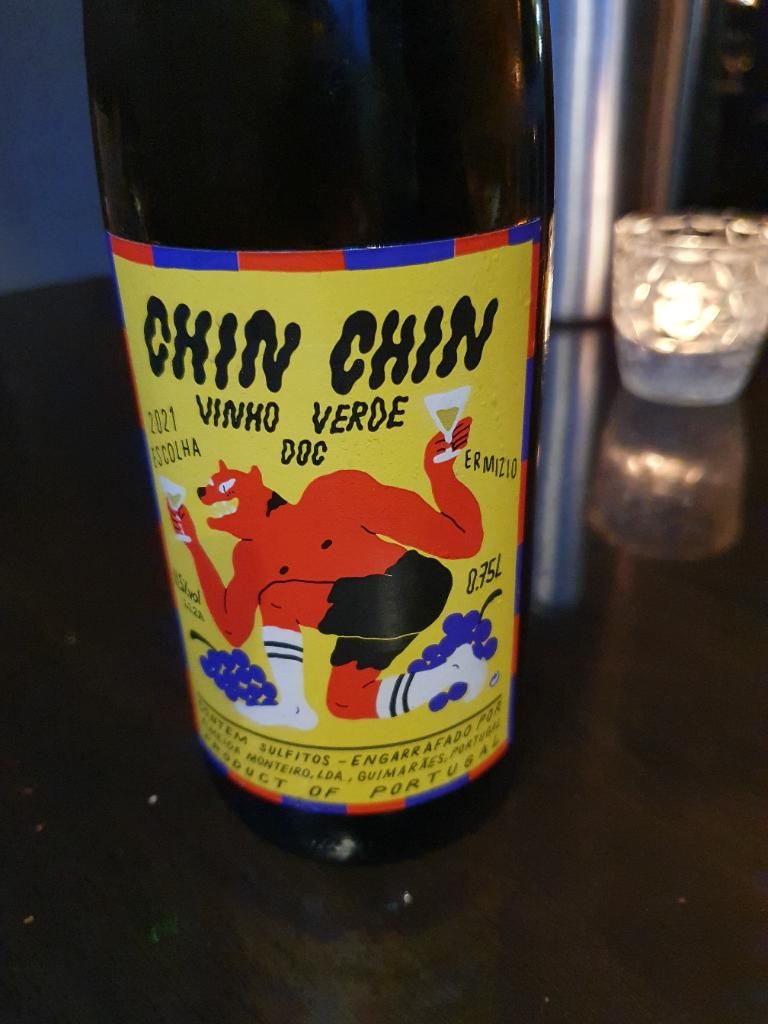 CHIN CHIN
VINHO VERDE
DOC
2021
ESCOLHA
ERMIZIO
0.75L
SULFITOS - ENGARRAFADO POR
MONTEIRO, LDA., GUIMARÃES, PORTUGAL
PRODUCT OF PORTUGAL